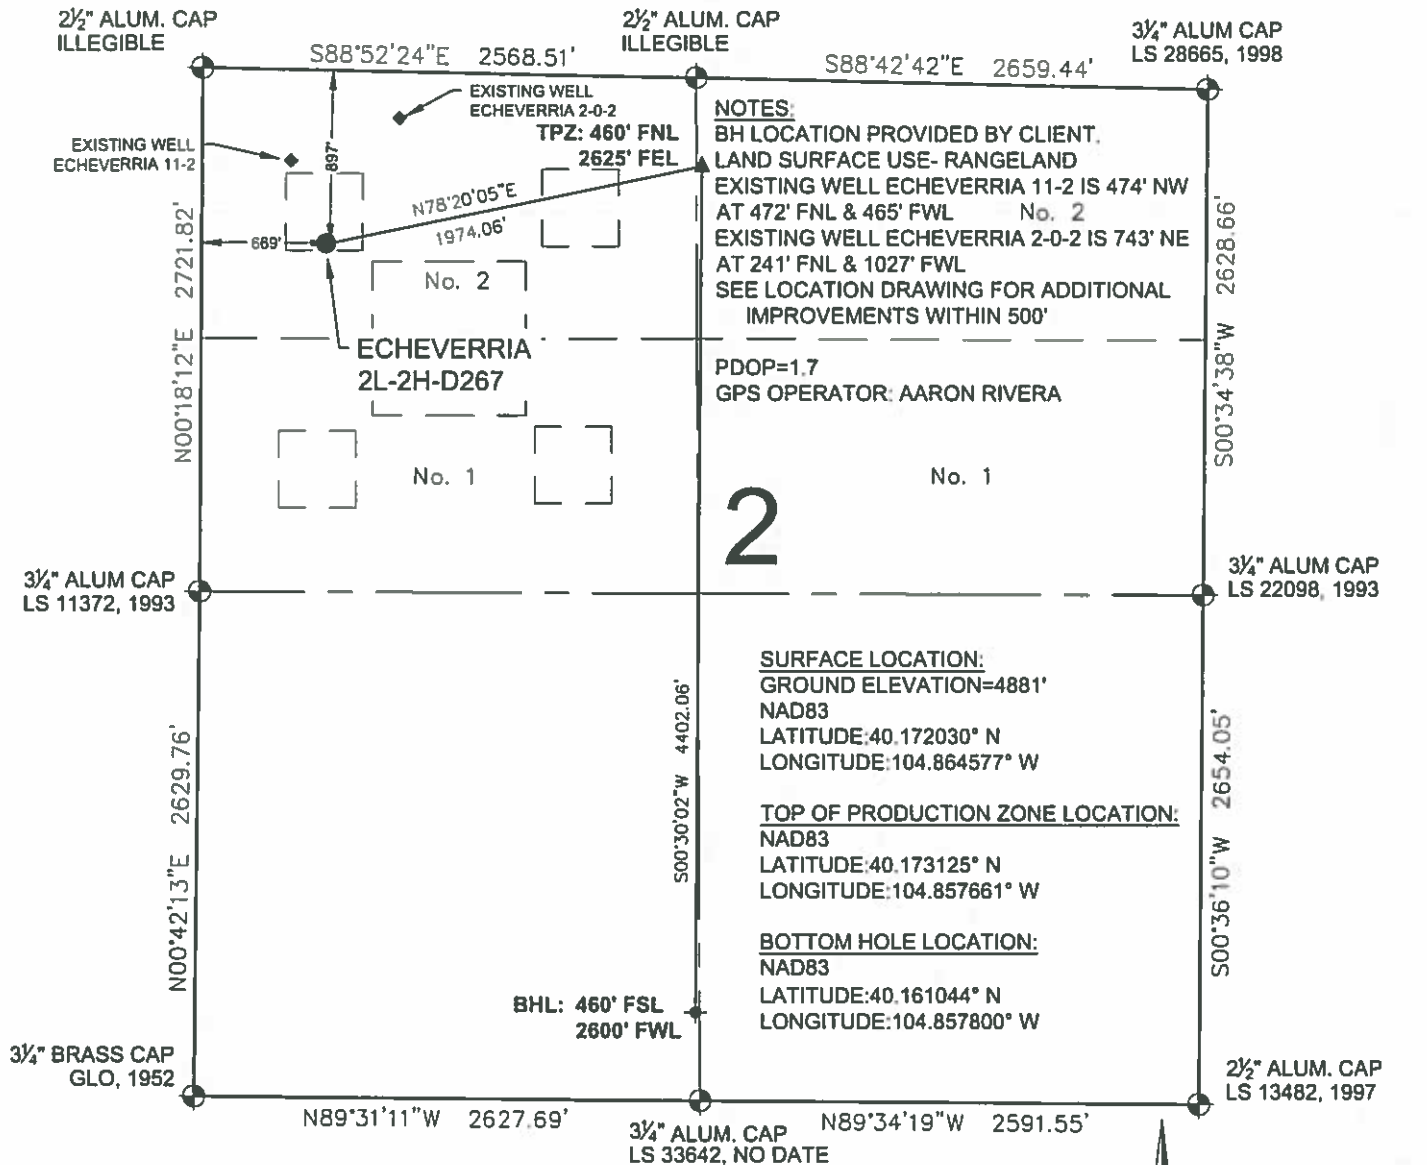 2½" ALUM. CAP
ILLEGIBLE
2½" ALUM. CAP
ILLEGIBLE
3¼" ALUM CAP
LS 28665, 1998
S88°52'24"E 2568.51'
S88°42'42"E 2659.44'
EXISTING WELL
ECHEVERRIA 2-0-2
EXISTING WELL
ECHEVERRIA 11-2
897'
TPZ: 460' FNL
2625' FEL
NOTES:
BH LOCATION PROVIDED BY CLIENT.
LAND SURFACE USE- RANGELAND
EXISTING WELL ECHEVERRIA 11-2 IS 474' NW
AT 472' FNL & 465' FWL No. 2
EXISTING WELL ECHEVERRIA 2-0-2 IS 743' NE
AT 241' FNL & 1027' FWL
SEE LOCATION DRAWING FOR ADDITIONAL
IMPROVEMENTS WITHIN 500'
N78°20'05"E
1974.06'
669'
No. 2
N00°18'12"E 2721.82'
S00°34'38"W 2628.66'
ECHEVERRIA
2L-2H-D267
PDOP=1.7
GPS OPERATOR: AARON RIVERA
No. 1
No. 1
2
3¼" ALUM CAP
LS 11372, 1993
3¼" ALUM CAP
LS 22098, 1993
SURFACE LOCATION:
GROUND ELEVATION=4881'
NAD83
LATITUDE:40.172030° N
LONGITUDE:104.864577° W
S00°30'02"W 4402.06'
N00°42'13"E 2629.76'
S00°36'10"W 2654.05'
TOP OF PRODUCTION ZONE LOCATION:
NAD83
LATITUDE:40.173125° N
LONGITUDE:104.857661° W
BOTTOM HOLE LOCATION:
NAD83
LATITUDE:40.161044° N
LONGITUDE:104.857800° W
BHL: 460' FSL
2600' FWL
3¼" BRASS CAP
GLO, 1952
2½" ALUM. CAP
LS 13482, 1997
N89°31'11"W 2627.69'
N89°34'19"W 2591.55'
3¼" ALUM. CAP
LS 33642, NO DATE